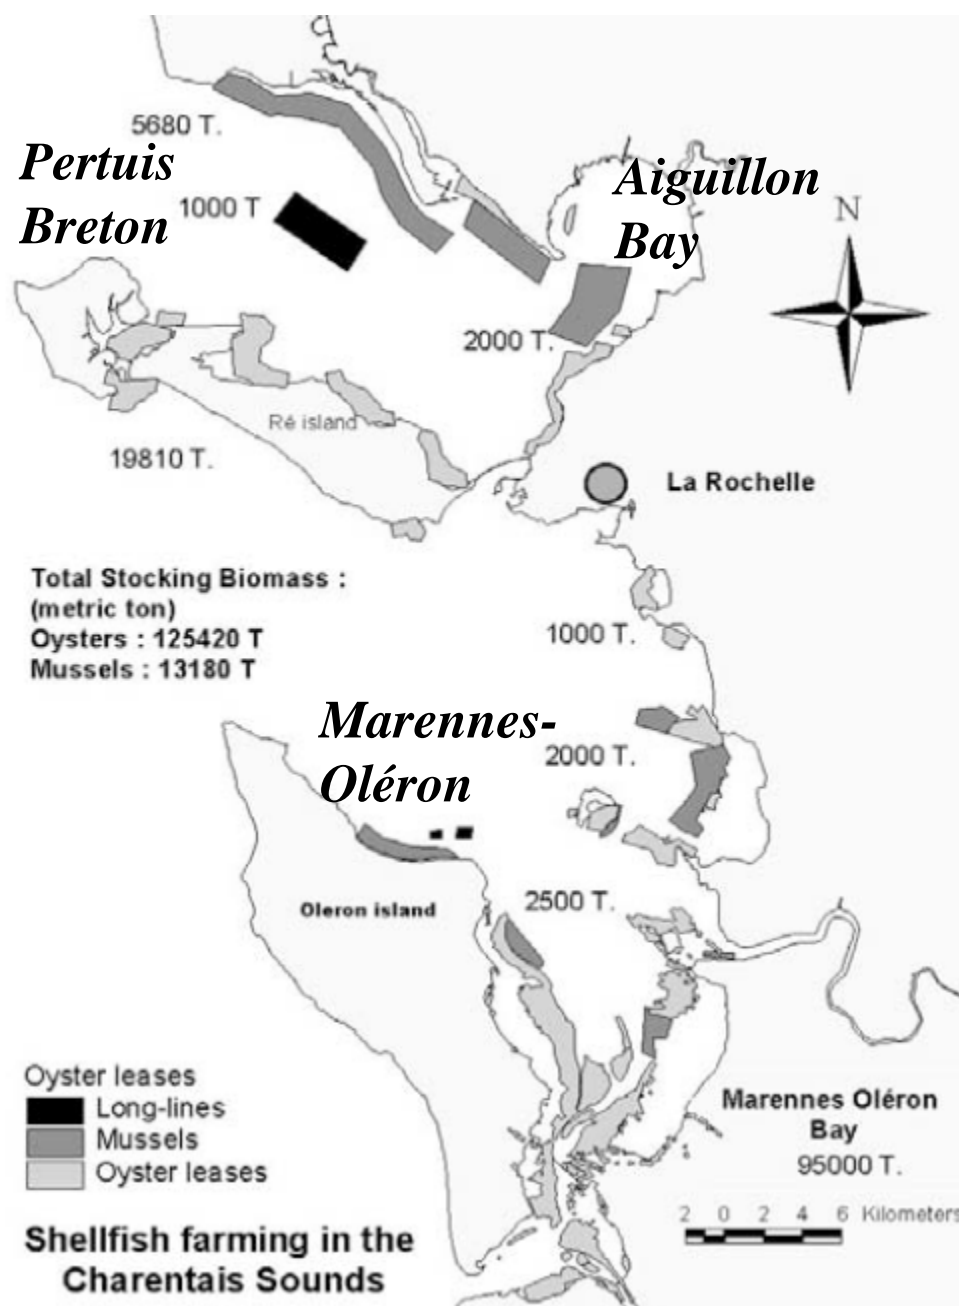 5680 T.
Pertuis
Breton
1000 T
Aiguillon
Bay
N
2000 T.
Ré island
19810 T.
La Rochelle
Total Stocking Biomass :
(metric ton)
Oysters : 125420 T
Mussels : 13180 T
1000 T.
Marennes-
Oléron
2000 T.
Oleron island
2500 T.
Oyster leases
Long-lines
Mussels
Oyster leases
Marennes Oléron
Bay
95000 T.
2 0 2 4 6 Kilometers
Shellfish farming in the
Charentais Sounds